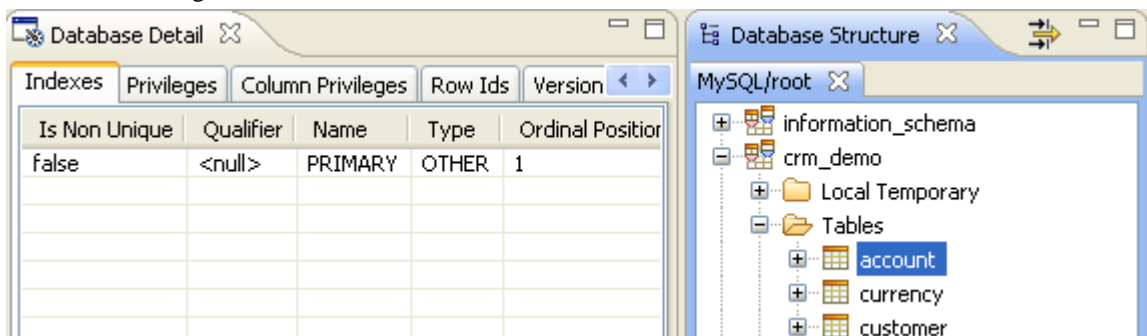 Database Detail
Indexes Privileges Column Privileges Row Ids Version
Is Non Unique Qualifier Name Type Ordinal Position
false <null> PRIMARY OTHER 1
Database Structure
MySQL/root
information_schema
crm_demo
Local Temporary
Tables
account
currency
customer